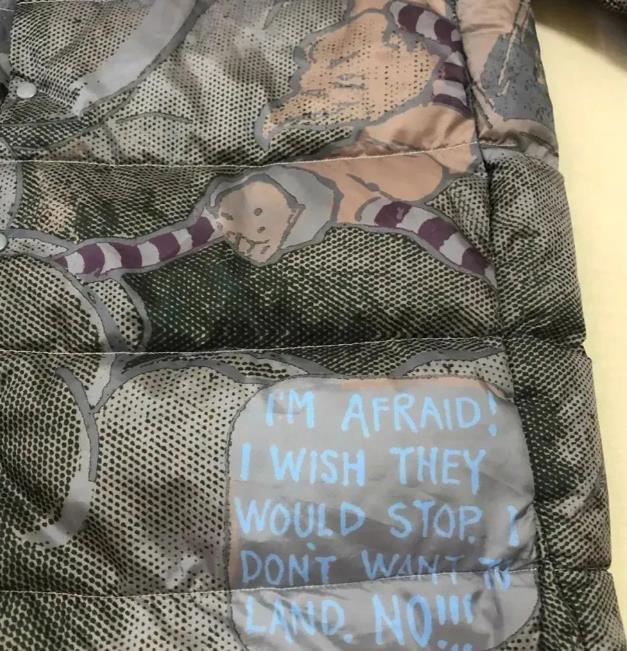 I'M AFRAID!
I WISH THEY
WOULD STOP. I
DON'T WANT TO
LAND. NO!!!